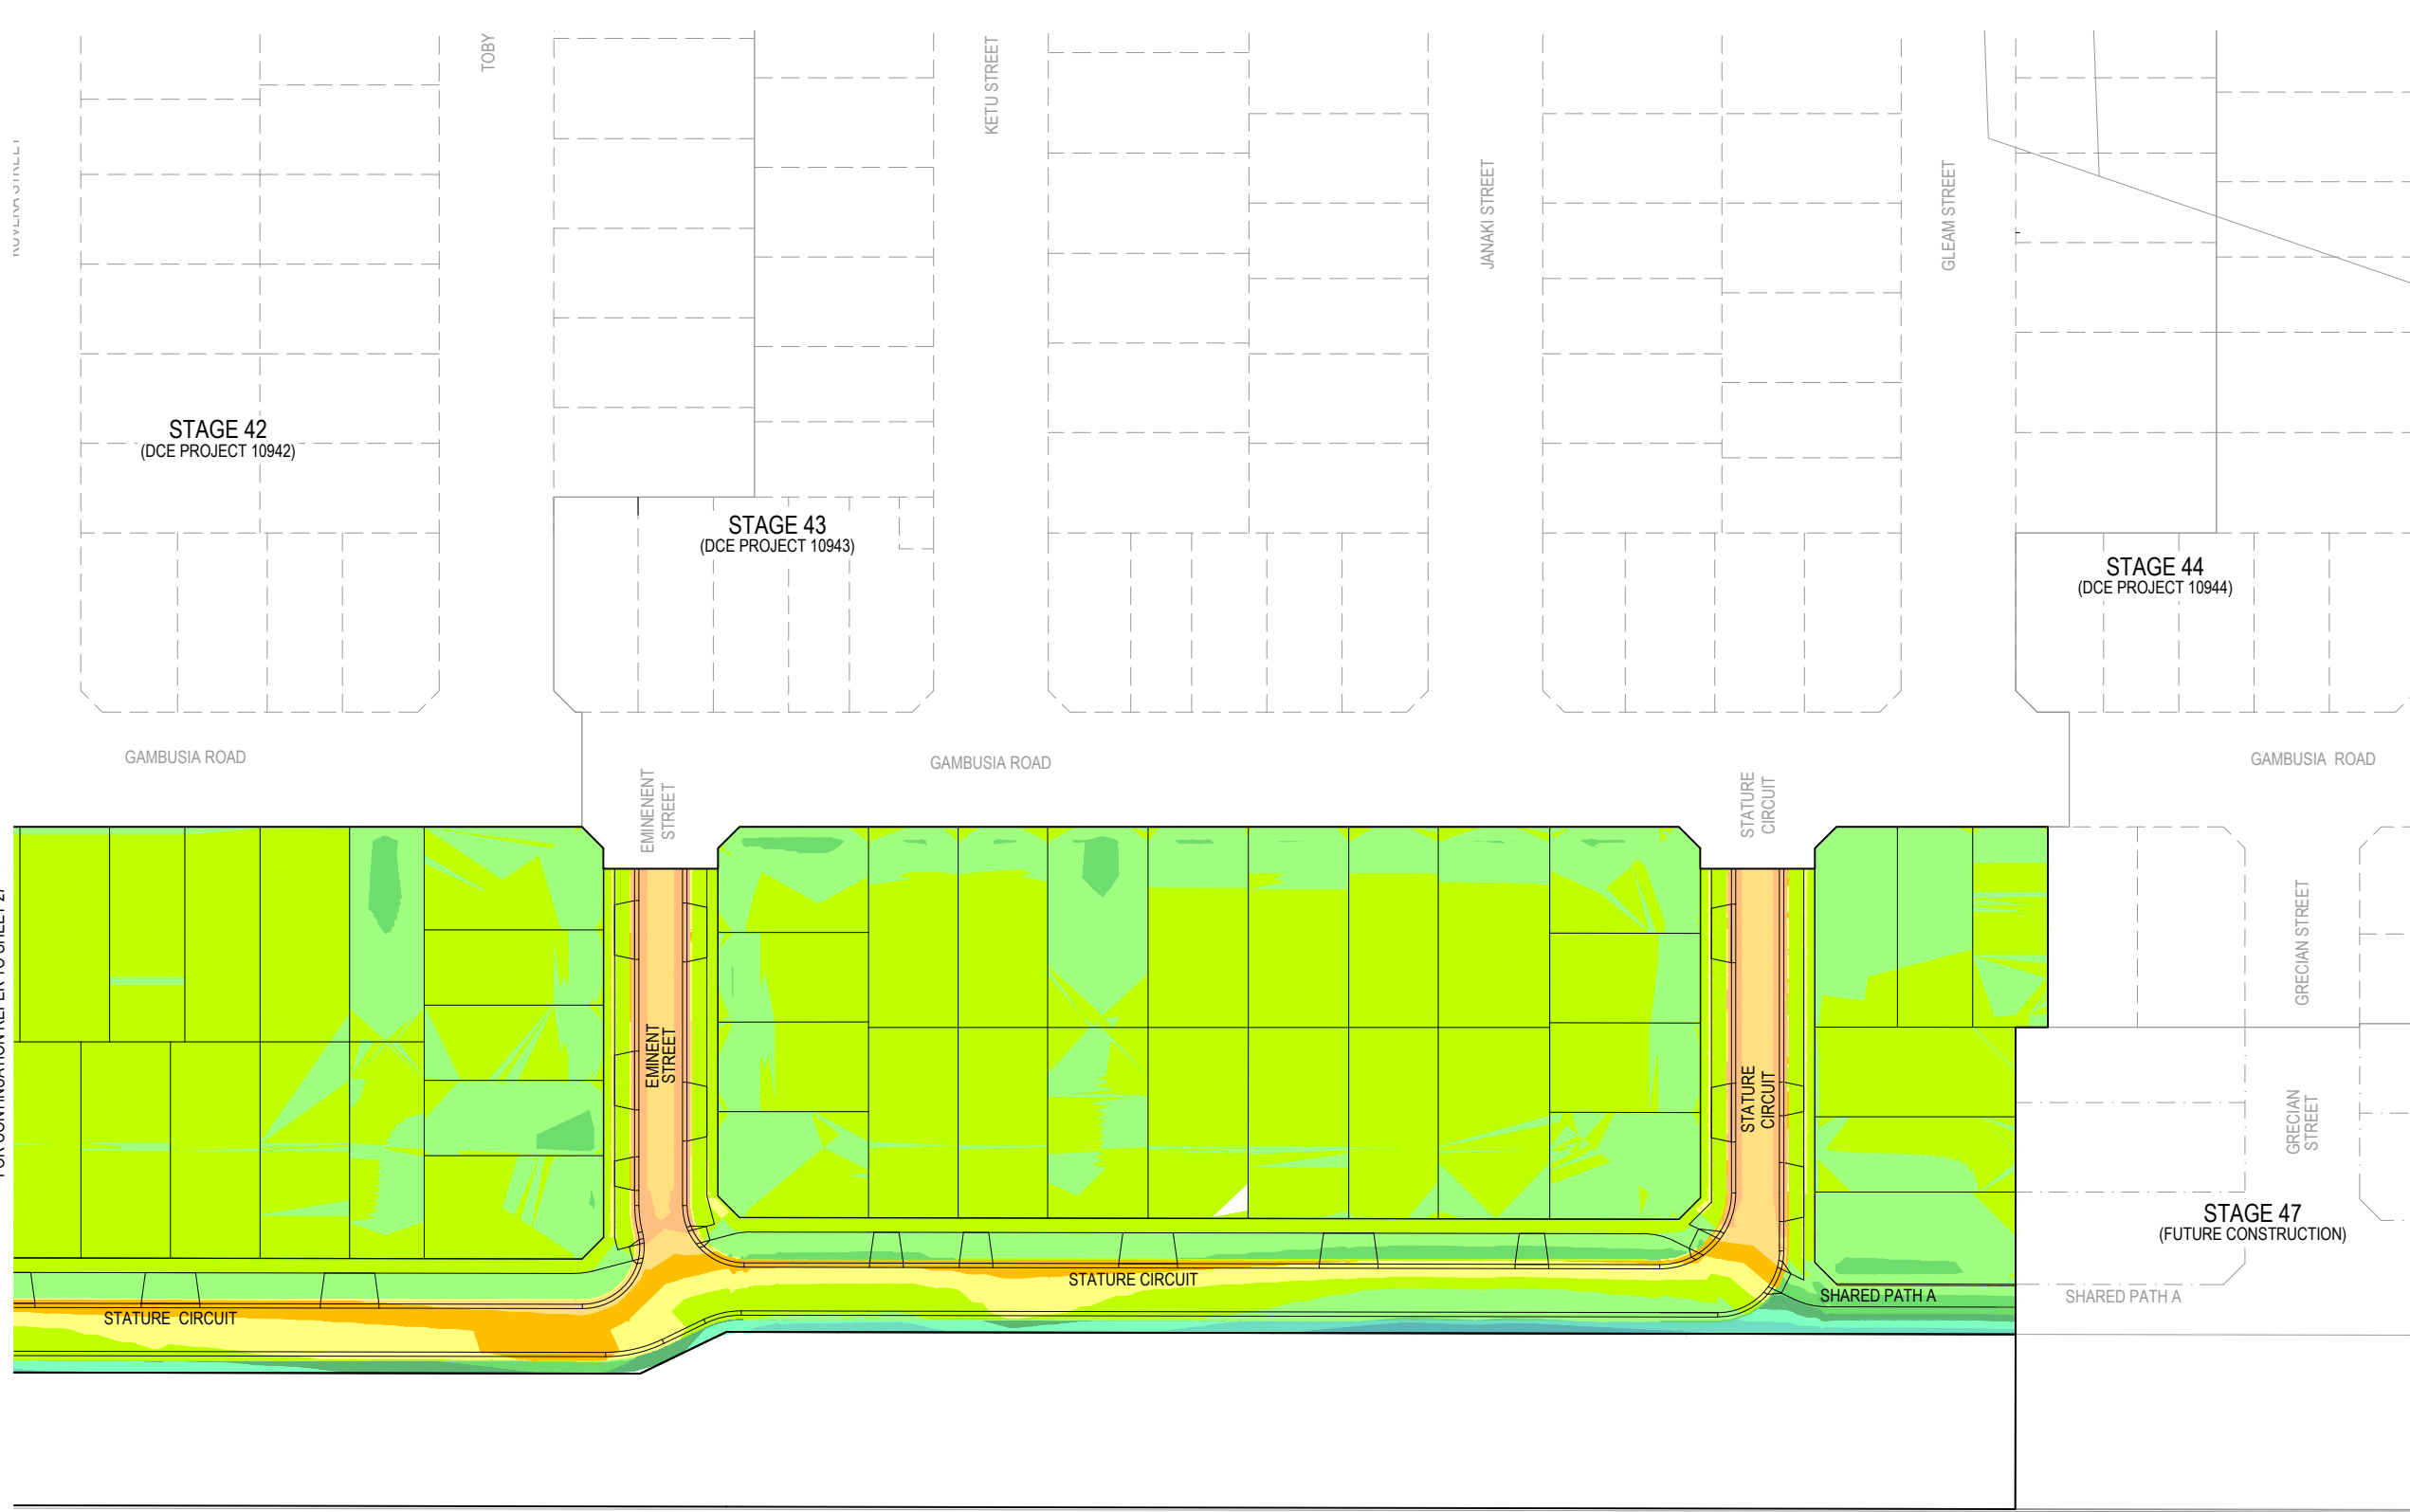 TOBY
KETU STREET
JANAKI STREET
GLEAM STREET
STAGE 42
(DCE PROJECT 10942)
STAGE 43
(DCE PROJECT 10943)
STAGE 44
(DCE PROJECT 10944)
GAMBUSIA ROAD
GAMBUSIA ROAD
GAMBUSIA ROAD
EMINENENT
STREET
STATURE
CIRCUIT
GRECIAN STREET
EMINENT
STREET
STATURE
CIRCUIT
GRECIAN
STREET
STAGE 47
(FUTURE CONSTRUCTION)
STATURE CIRCUIT
STATURE CIRCUIT
SHARED PATH A
SHARED PATH A